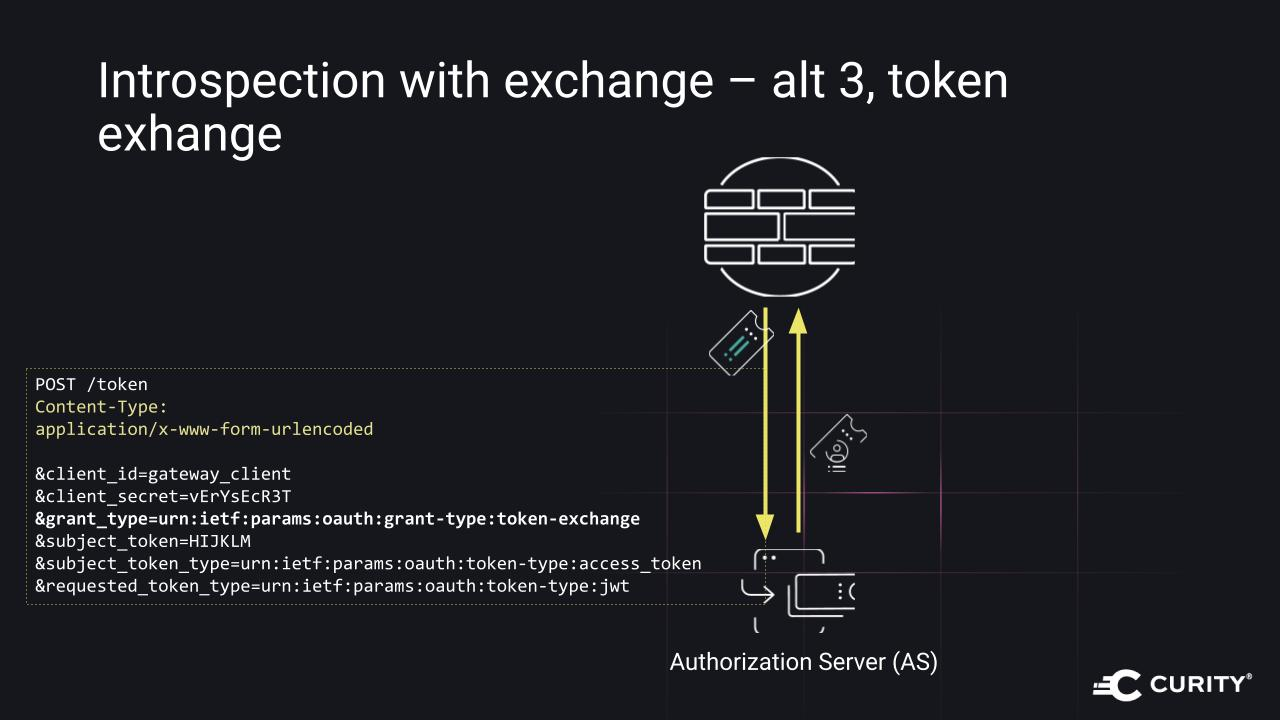 Introspection with exchange – alt 3, token
exhange
POST /token
Content-Type:
application/x-www-form-urlencoded
&client_id=gateway_client
&client_secret=vErYsEcR3T
&grant_type=urn:ietf:params:oauth:grant-type:token-exchange
&subject_token=HIJKLM
&subject_token_type=urn:ietf:params:oauth:token-type:access_token
&requested_token_type=urn:ietf:params:oauth:token-type:jwt
Authorization Server (AS)
CURITY®